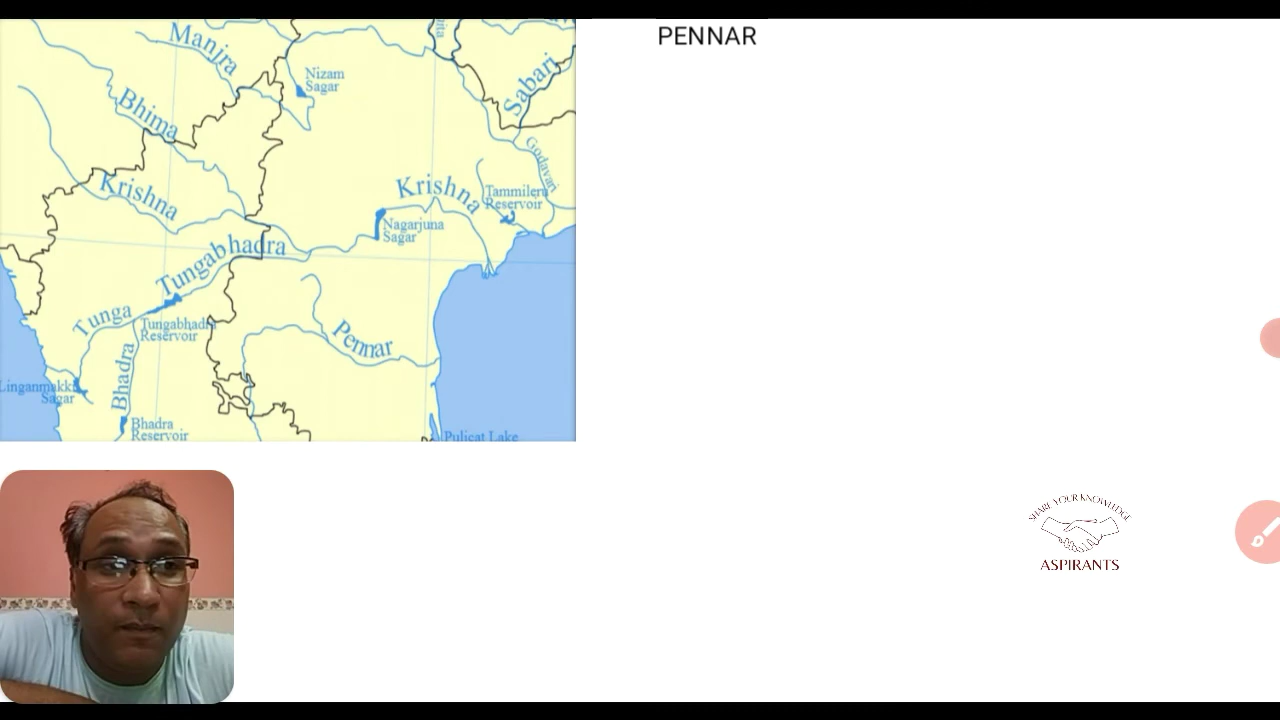 PENNAR
Manjra
Nizam
Sagar
Sabari
Bhima
Godavari
Krishna
Krishna
Tammileru
Reservoir
Nagarjuna
Sagar
Tungabhadra
Tunga
Tungabhadra
Reservoir
Pennar
Bhadra
Linganmakki
Sagar
Bhadra
Reservoir
Pulicat Lake
SHARE YOUR KNOWLEDGE
ASPIRANTS